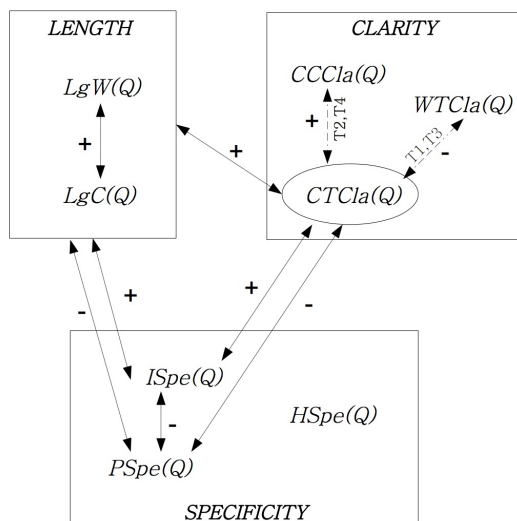 LENGTH
LgW(Q)
+
LgC(Q)
CLARITY
CCCla(Q)
WTCla(Q)
+
T2,T4
T1,T3
-
CTCla(Q)
+
-
+
+
-
ISpe(Q)
-
HSpe(Q)
PSpe(Q)
SPECIFICITY